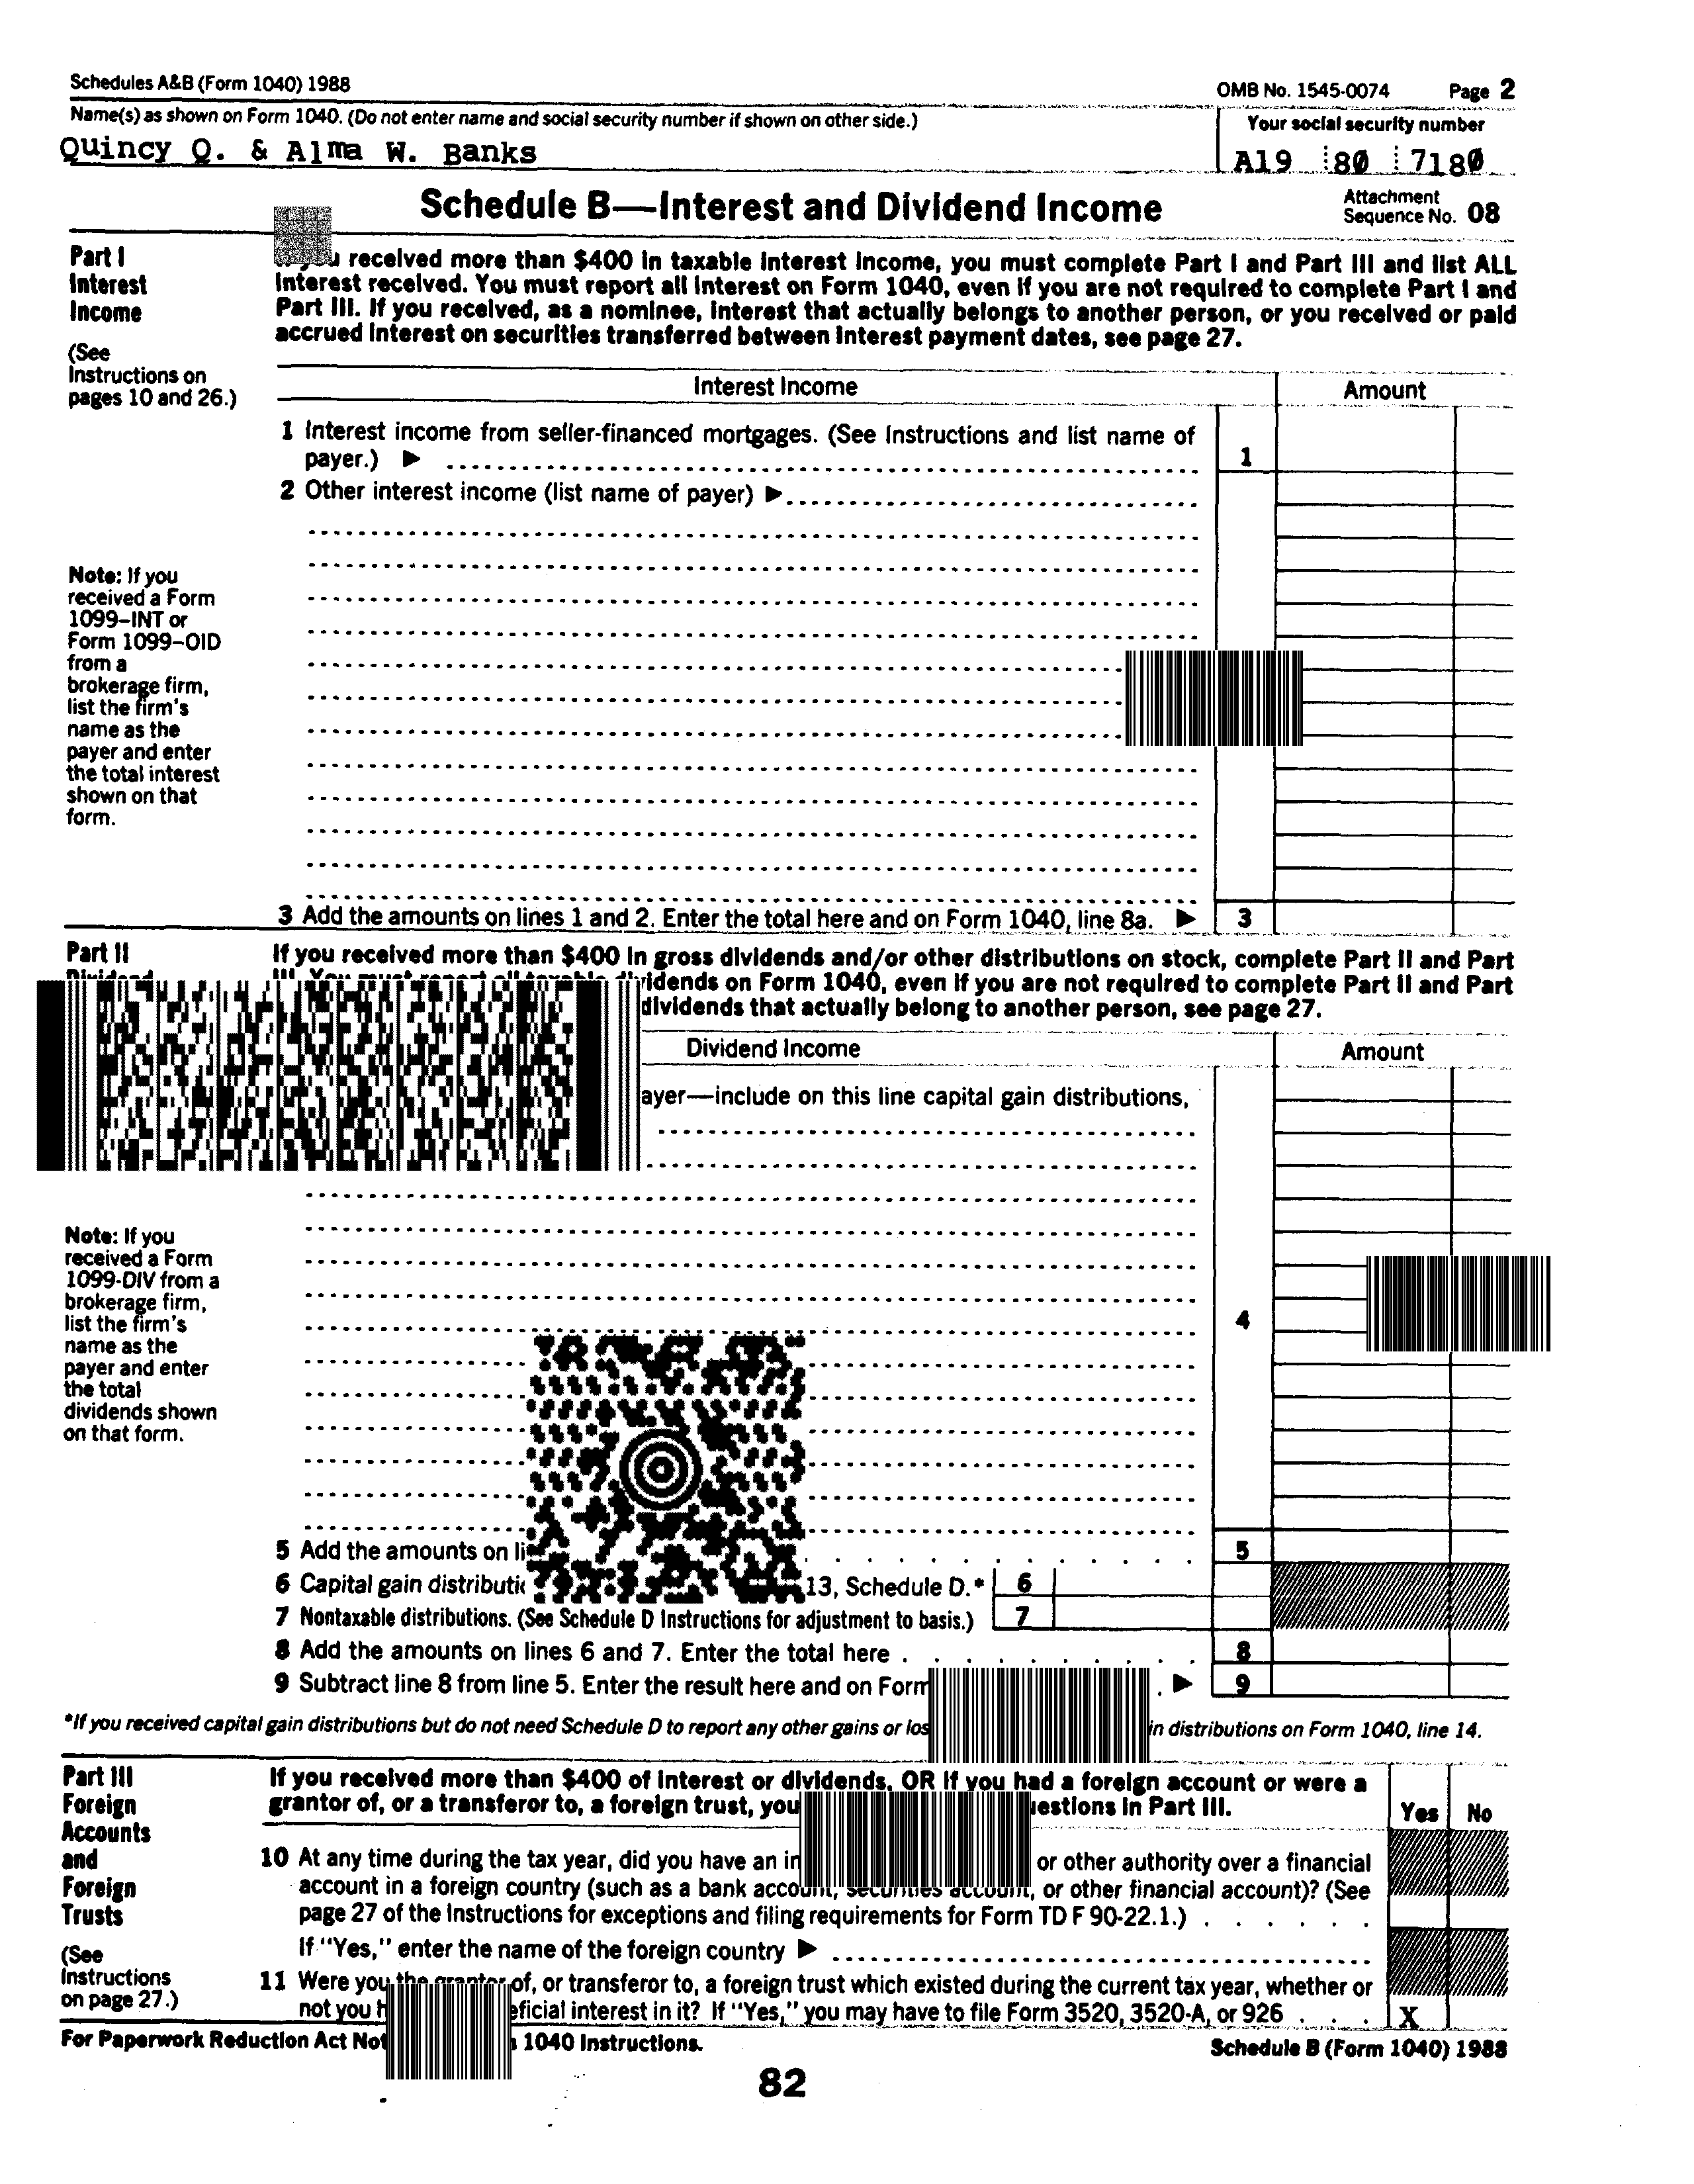 Schedules A&B (Form 1040) 1988 OMB No. 1545-0074 Page 2
Name(s) as shown on Form 1040. (Do not enter name and social security number if shown on other side.) Your social security number
Quincy Q. & Alma W. Banks A19 80 7180
Schedule B—Interest and Dividend Income Attachment Sequence No. 08
Part I
Interest
Income
(See
Instructions on
pages 10 and 26.)
you received more than $400 in taxable interest income, you must complete Part I and Part III and list ALL
interest received. You must report all interest on Form 1040, even if you are not required to complete Part I and
Part III. If you received, as a nominee, interest that actually belongs to another person, or you received or paid
accrued interest on securities transferred between interest payment dates, see page 27.
Interest Income Amount
1 Interest income from seller-financed mortgages. (See Instructions and list name of
payer.) ▶ 1
2 Other interest income (list name of payer) ▶
Note: If you
received a Form
1099–INT or
Form 1099–OID
from a
brokerage firm,
list the firm's
name as the
payer and enter
the total interest
shown on that
form.
3 Add the amounts on lines 1 and 2. Enter the total here and on Form 1040, line 8a. ▶ 3
Part II
Dividend
If you received more than $400 in gross dividends and/or other distributions on stock, complete Part II and Part
III. You must report all taxable dividends on Form 1040, even if you are not required to complete Part II and Part
dividends that actually belong to another person, see page 27.
Dividend Income Amount
—include on this line capital gain distributions,
Note: If you
received a Form
1099-DIV from a
brokerage firm,
list the firm's
name as the
payer and enter
the total
dividends shown
on that form.
4
5 Add the amounts on 5
6 Capital gain 13, Schedule D.* 6
7 Nontaxable distributions. (See Schedule D Instructions for adjustment to basis.) 7
8 Add the amounts on lines 6 and 7. Enter the total here 8
9 Subtract line 8 from line 5. Enter the result here and on Form ▶ 9
*If you received capital gain distributions but do not need Schedule D to report any other gains or in distributions on Form 1040, line 14.
Part III
Foreign
Accounts
and
Foreign
Trusts
(See
Instructions
on page 27.)
If you received more than $400 of interest or dividends, OR if you had a foreign account or were a
grantor of, or a transferor to, a foreign trust, you in Part III. Yes No
10 At any time during the tax year, did you have an or other authority over a financial
account in a foreign country (such as a bank account, securities account, or other financial account)? (See
page 27 of the Instructions for exceptions and filing requirements for Form TD F 90-22.1.)
If "Yes," enter the name of the foreign country ▶
11 Were you the grantor of, or transferor to, a foreign trust which existed during the current tax year, whether or
not you interest in it? If "Yes," you may have to file Form 3520, 3520-A, or 926 X
For Paperwork Reduction Act 1040 Instructions. Schedule B (Form 1040) 1988
82